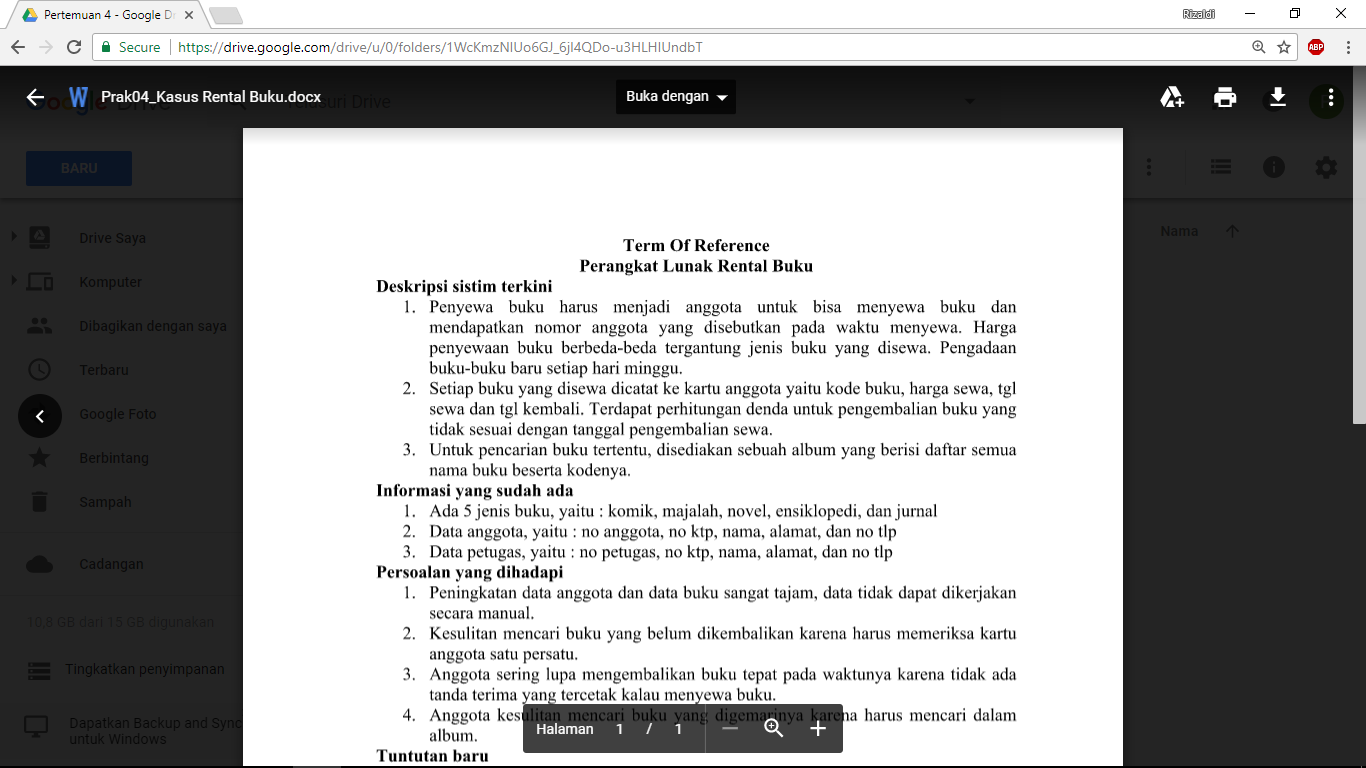 Pertemuan 4 - Google Dr
Rizaldi
Secure
https://drive.google.com/drive/u/0/folders/1WcKmzNIUo6GJ_6jI4QDo-u3HLHIUndbT
ABP
W Prak04_Kasus Rental Buku.docx
Drive
Buka dengan
BARU
Drive Saya
Komputer
Dibagikan dengan saya
Terbaru
Google Foto
Berbintang
Sampah
Cadangan
10,8 GB dari 15 GB digunakan
Tingkatkan penyimpanan
Dapatkan Backup and Sync
untuk Windows
Nama
Term Of Reference
Perangkat Lunak Rental Buku
Deskripsi sistim terkini
1. Penyewa buku harus menjadi anggota untuk bisa menyewa buku dan
mendapatkan nomor anggota yang disebutkan pada waktu menyewa. Harga
penyewaan buku berbeda-beda tergantung jenis buku yang disewa. Pengadaan
buku-buku baru setiap hari minggu.
2. Setiap buku yang disewa dicatat ke kartu anggota yaitu kode buku, harga sewa, tgl
sewa dan tgl kembali. Terdapat perhitungan denda untuk pengembalian buku yang
tidak sesuai dengan tanggal pengembalian sewa.
3. Untuk pencarian buku tertentu, disediakan sebuah album yang berisi daftar semua
nama buku beserta kodenya.
Informasi yang sudah ada
1. Ada 5 jenis buku, yaitu : komik, majalah, novel, ensiklopedi, dan jurnal
2. Data anggota, yaitu : no anggota, no ktp, nama, alamat, dan no tlp
3. Data petugas, yaitu : no petugas, no ktp, nama, alamat, dan no tlp
Persoalan yang dihadapi
1. Peningkatan data anggota dan data buku sangat tajam, data tidak dapat dikerjakan
secara manual.
2. Kesulitan mencari buku yang belum dikembalikan karena harus memeriksa kartu
anggota satu persatu.
3. Anggota sering lupa mengembalikan buku tepat pada waktunya karena tidak ada
tanda terima yang tercetak kalau menyewa buku.
4. Anggota kesulitan mencari buku yang digemarinya karena harus mencari dalam
album.
Tuntutan baru
Halaman 1 / 1